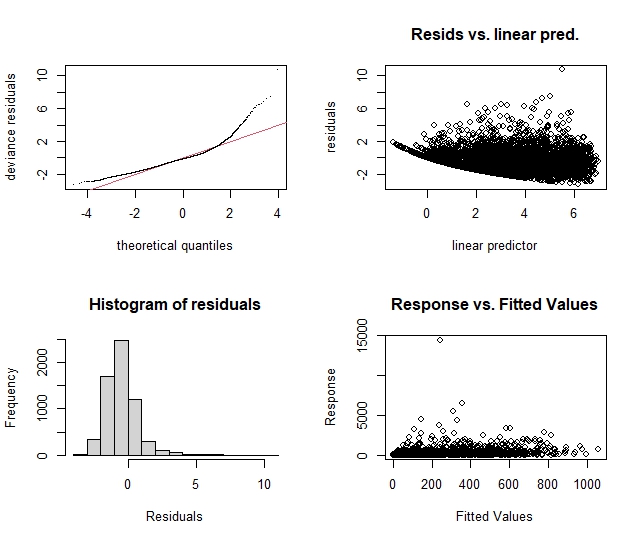 deviance residuals
-2 2 6 10
-4 -2 0 2 4
theoretical quantiles
Resids vs. linear pred.
residuals
-2 2 6 10
0 2 4 6
linear predictor
Histogram of residuals
Frequency
0 1000 2000
0 5 10
Residuals
Response vs. Fitted Values
Response
0 5000 15000
0 200 400 600 800 1000
Fitted Values